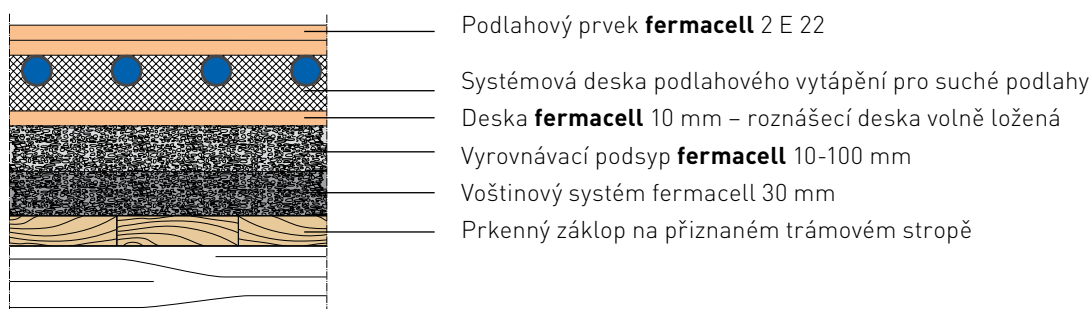 Podlahový prvek fermacell 2 E 22
Systémová deska podlahového vytápění pro suché podlahy
Deska fermacell 10 mm – roznášecí deska volně ložená
Vyrovnávací podsyp fermacell 10-100 mm
Voštinový systém fermacell 30 mm
Prkenný záklop na přiznaném trámovém stropě